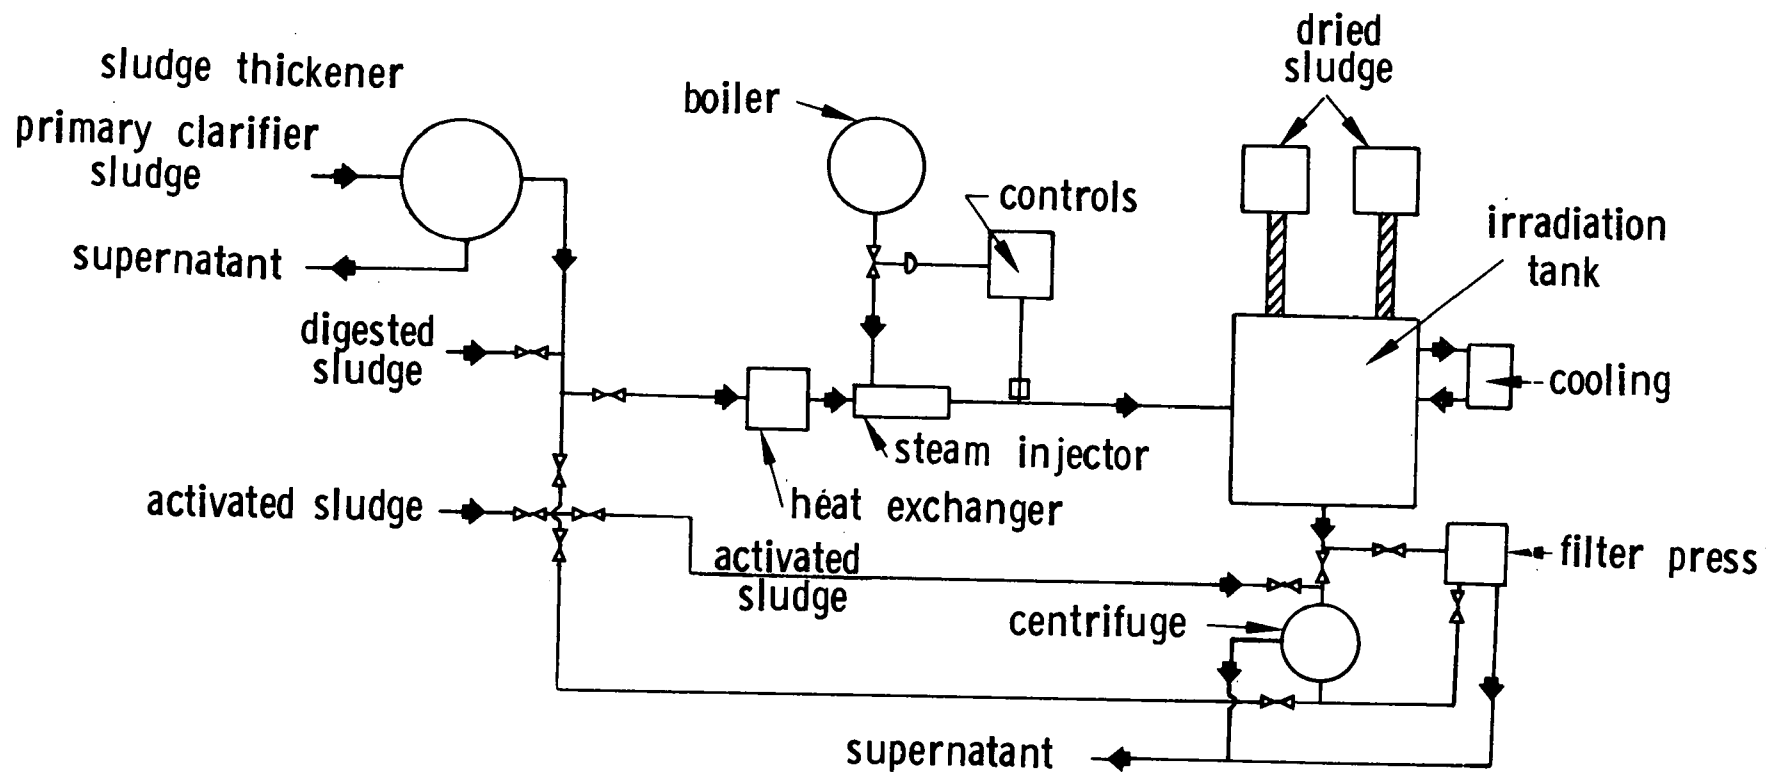 sludge thickener
primary clarifier
sludge
supernatant
digested
sludge
activated sludge
boiler
controls
steam injector
heat exchanger
activated
sludge
dried
sludge
irradiation
tank
cooling
filter press
centrifuge
supernatant